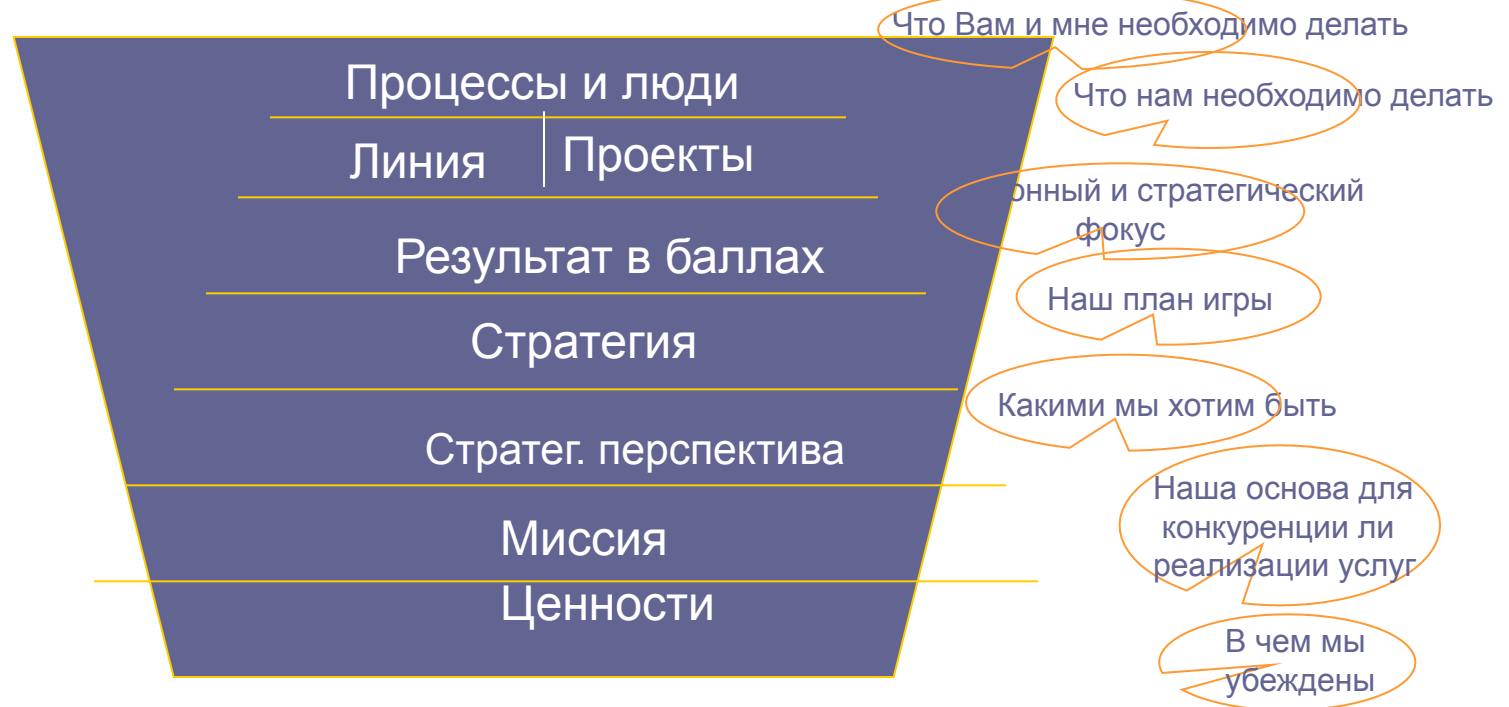 Что Вам и мне необходимо делать
Процессы и люди
Что нам необходимо делать
Линия
Проекты
онный и стратегический
фокус
Результат в баллах
Наш план игры
Стратегия
Какими мы хотим быть
Стратег. перспектива
Наша основа для
конкуренции ли
реализации услуг
Миссия
Ценности
В чем мы
убеждены